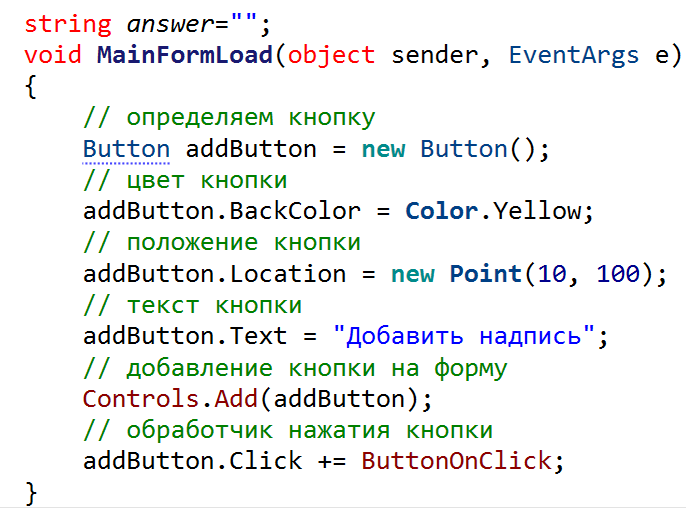 string answer="";
void MainFormLoad(object sender, EventArgs e)
{
// определяем кнопку
Button addButton = new Button();
// цвет кнопки
addButton.BackColor = Color.Yellow;
// положение кнопки
addButton.Location = new Point(10, 100);
// текст кнопки
addButton.Text = "Добавить надпись";
// добавление кнопки на форму
Controls.Add(addButton);
// обработчик нажатия кнопки
addButton.Click += ButtonOnClick;
}